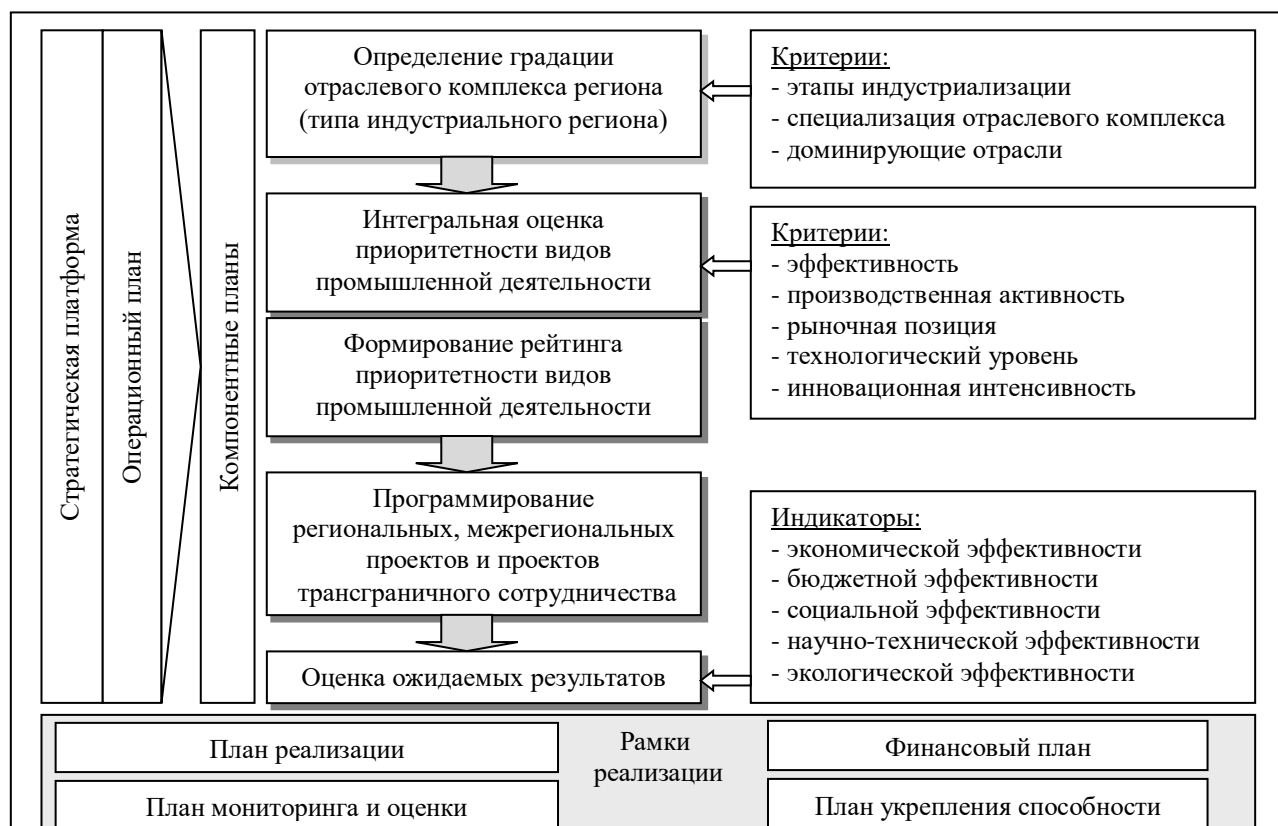 Стратегическая платформа
Операционный план
Компонентные планы
Определение градации
отраслевого комплекса региона
(типа индустриального региона)
Критерии:
- этапы индустриализации
- специализация отраслевого комплекса
- доминирующие отрасли
Интегральная оценка
приоритетности видов
промышленной деятельности
Критерии:
- эффективность
- производственная активность
- рыночная позиция
- технологический уровень
- инновационная интенсивность
Формирование рейтинга
приоритетности видов
промышленной деятельности
Программирование
региональных, межрегиональных
проектов и проектов
трансграничного сотрудничества
Индикаторы:
- экономической эффективности
- бюджетной эффективности
- социальной эффективности
- научно-технической эффективности
- экологической эффективности
Оценка ожидаемых результатов
План реализации
Рамки
реализации
Финансовый план
План мониторинга и оценки
План укрепления способности